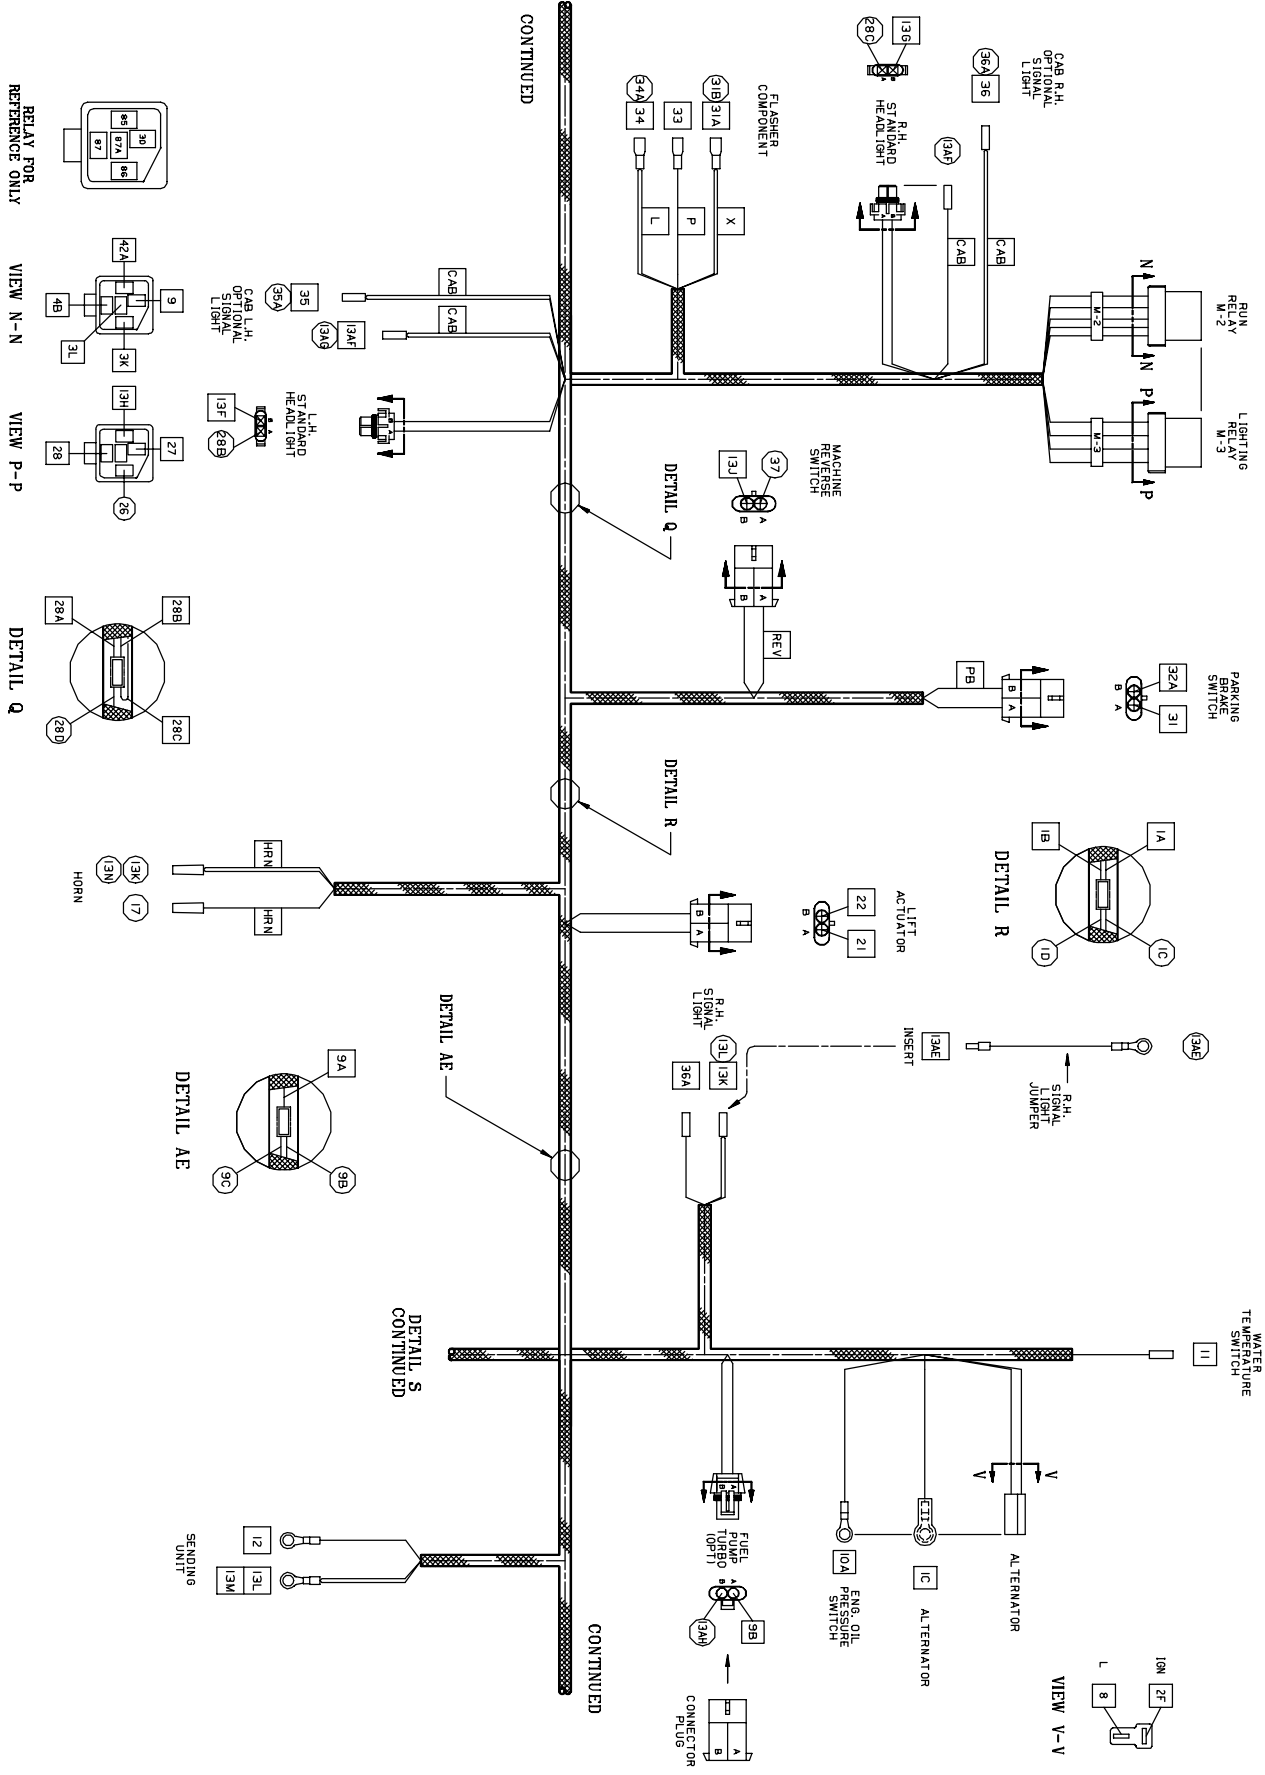 RUN
RELAY
M-2
LIGHTING
RELAY
M-3
N
N
P
P
M-2
M-3
CAB R.H.
OPTIONAL
SIGNAL
LIGHT
36A
36
CAB
CAB
13AF
13G
28C
B
A
R.H.
STANDARD
HEADLIGHT
B
A
FLASHER
COMPONENT
31B
31A
33
34A
34
X
P
L
CONTINUED
CAB
CAB
35
35A
13AF
13AG
CAB L.H.
OPTIONAL
SIGNAL
LIGHT
L.H.
STANDARD
HEADLIGHT
B
A
B
A
13F
28B
RELAY FOR
REFERENCE ONLY
30
85
87A
87
86
VIEW N-N
42A
9
4B
3L
3K
VIEW P-P
13H
27
28
26
PARKING
BRAKE
SWITCH
32A
31
B
A
B
A
PB
MACHINE
REVERSE
SWITCH
37
13J
A
B
A
B
REV
DETAIL Q
DETAIL Q
28B
28A
28C
28D
DETAIL R
DETAIL R
1A
1B
1C
1D
LIFT
ACTUATOR
22
21
B
A
B
A
HRN
HRN
13K
13N
17
HORN
13AE
R.H.
SIGNAL
LIGHT
JUMPER
13AE
INSERT
R.H.
SIGNAL
LIGHT
13L
13K
36A
DETAIL AE
DETAIL AE
9A
9B
9C
WATER
TEMPERATURE
SWITCH
11
DETAIL S
CONTINUED
V
V
ALTERNATOR
1C
ALTERNATOR
10A
ENG. OIL
PRESSURE
SWITCH
A
B
FUEL
PUMP
TURBO
(OPT)
A
B
9B
13AH
CONNECTOR
PLUG
A
B
IGN
2F
L
8
VIEW V-V
CONTINUED
12
13L
13M
SENDING
UNIT